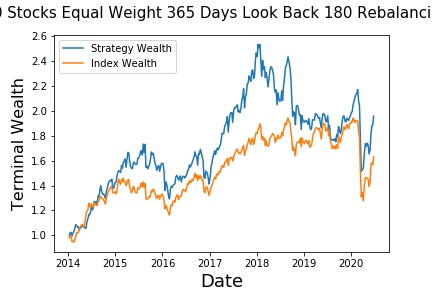 Stocks Equal Weight 365 Days Look Back 180
Strategy Wealth
Index Wealth
Terminal Wealth
2.6
2.4
2.2
2.0
1.8
1.6
1.4
1.2
1.0
2014 2015 2016 2017 2018 2019 2020
Date